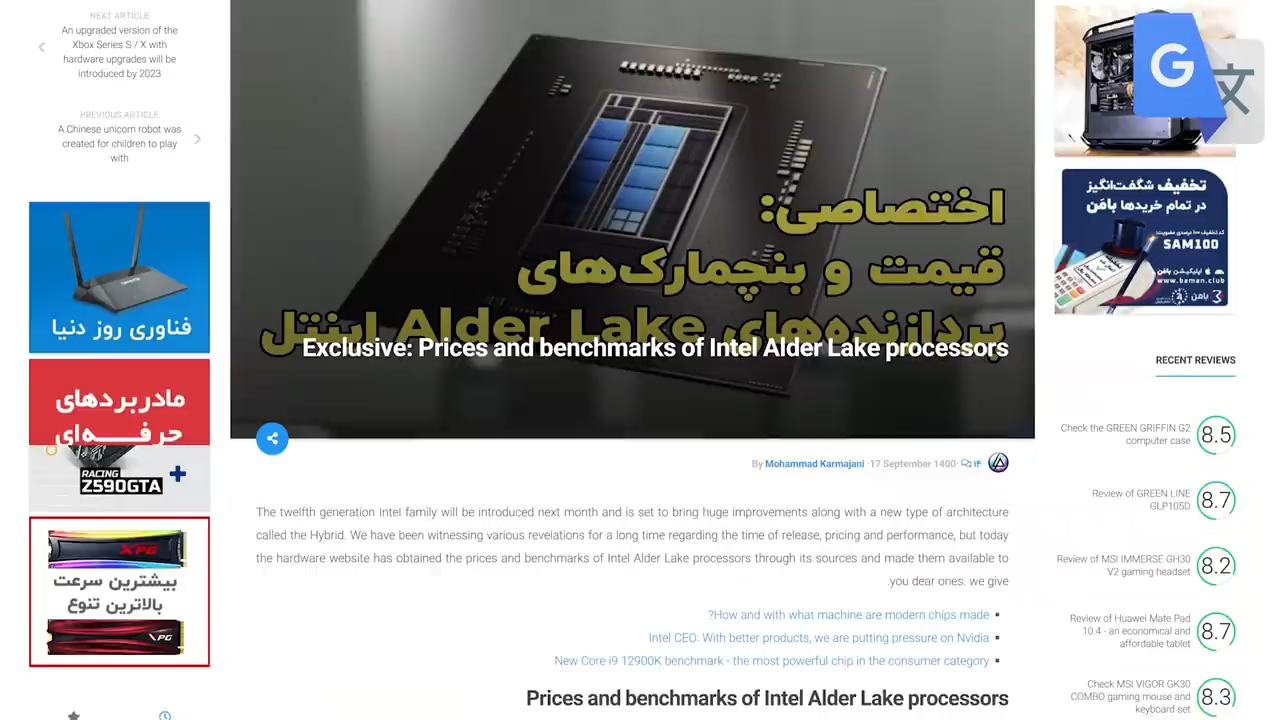 NEXT ARTICLE
An upgraded version of the
Xbox Series S / X with
hardware upgrades will be
introduced by 2023
PREVIOUS ARTICLE
A Chinese unicorn robot was
created for children to play
with
فناوری روز دنیا
مادربردهای
حرفه‌ای
RACING
Z590GTA
XPG
بیشترین سرعت
بالاترین تنوع
XPG
اختصاصی:
قیمت و بنچمارک‌های
پردازنده‌های Alder Lake اینتل
Exclusive: Prices and benchmarks of Intel Alder Lake processors
By Mohammad Karmajani ·17 September 1400· ۱۴
The twelfth generation Intel family will be introduced next month and is set to bring huge improvements along with a new type of architecture
called the Hybrid. We have been witnessing various revelations for a long time regarding the time of release, pricing and performance, but today
the hardware website has obtained the prices and benchmarks of Intel Alder Lake processors through its sources and made them available to
.you dear ones. we give
?How and with what machine are modern chips made
Intel CEO: With better products, we are putting pressure on Nvidia
New Core i9 12900K benchmark - the most powerful chip in the consumer category
Prices and benchmarks of Intel Alder Lake processors
G
文
تخفیف شگفت‌انگیز
در تمام خریدها بامَن
SAM100
اپلیکیشن بامَن
www.baman.club
بامَن
RECENT REVIEWS
Check the GREEN GRIFFIN G2
computer case
8.5
Review of GREEN LINE
GLP105D
8.7
Review of MSI IMMERSE GH30
V2 gaming headset
8.2
Review of Huawei Mate Pad
10.4 - an economical and
affordable tablet
8.7
Check MSI VIGOR GK30
COMBO gaming mouse and
keyboard set
8.3